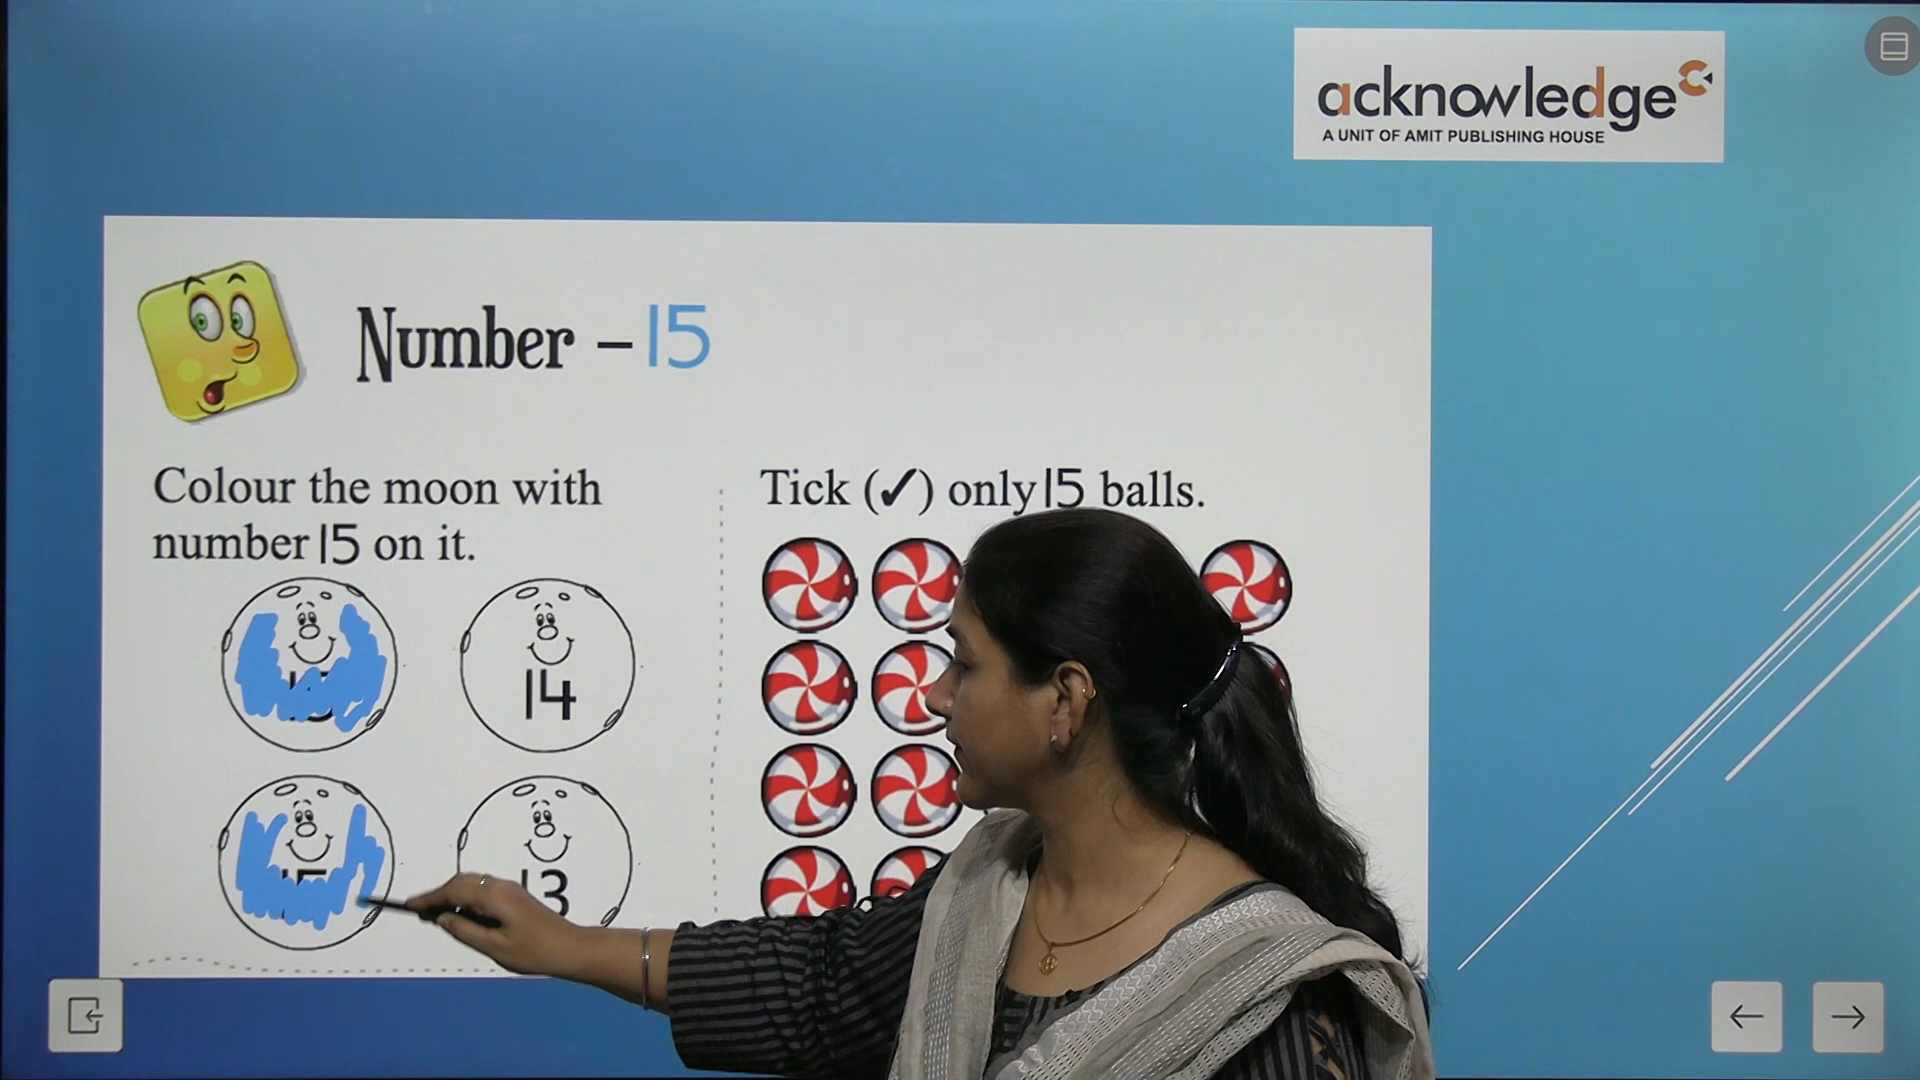 acknowledge
A UNIT OF AMIT PUBLISHING HOUSE
Number – 15
Colour the moon with
number 15 on it.
Tick (✓) only 15 balls.
14
13